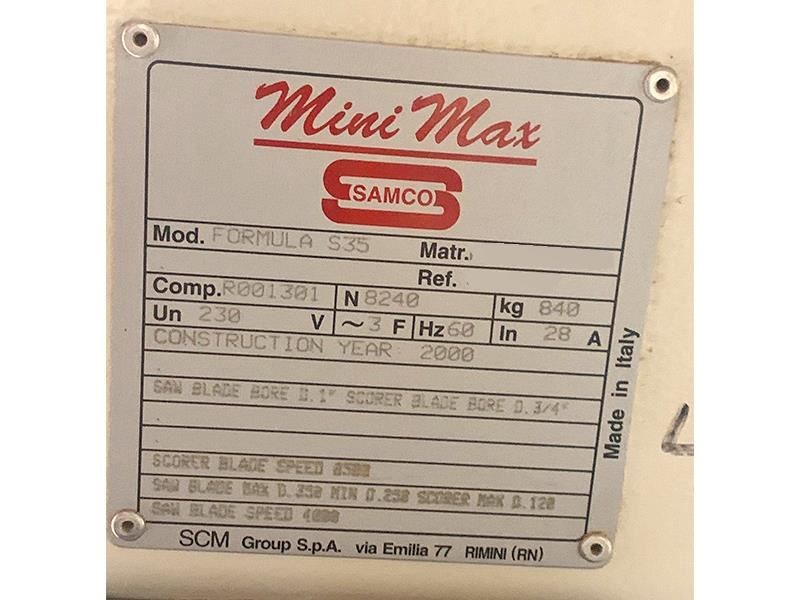 Mini Max
SAMCO
Mod. FORMULA S35 Matr.
Ref.
Comp. R001301 N 8240 kg 840
Un 230 V ~ 3 F Hz 60 In 28 A
CONSTRUCTION YEAR 2000
SAW BLADE BORE D.1" SCORER BLADE BORE D.3/4"
SCORER BLADE SPEED 8500
SAW BLADE MAX D.350 MIN D.250 SCORER MAX D.120
SAW BLADE SPEED 4000
SCM Group S.p.A. via Emilia 77 RIMINI (RN)
Made in Italy